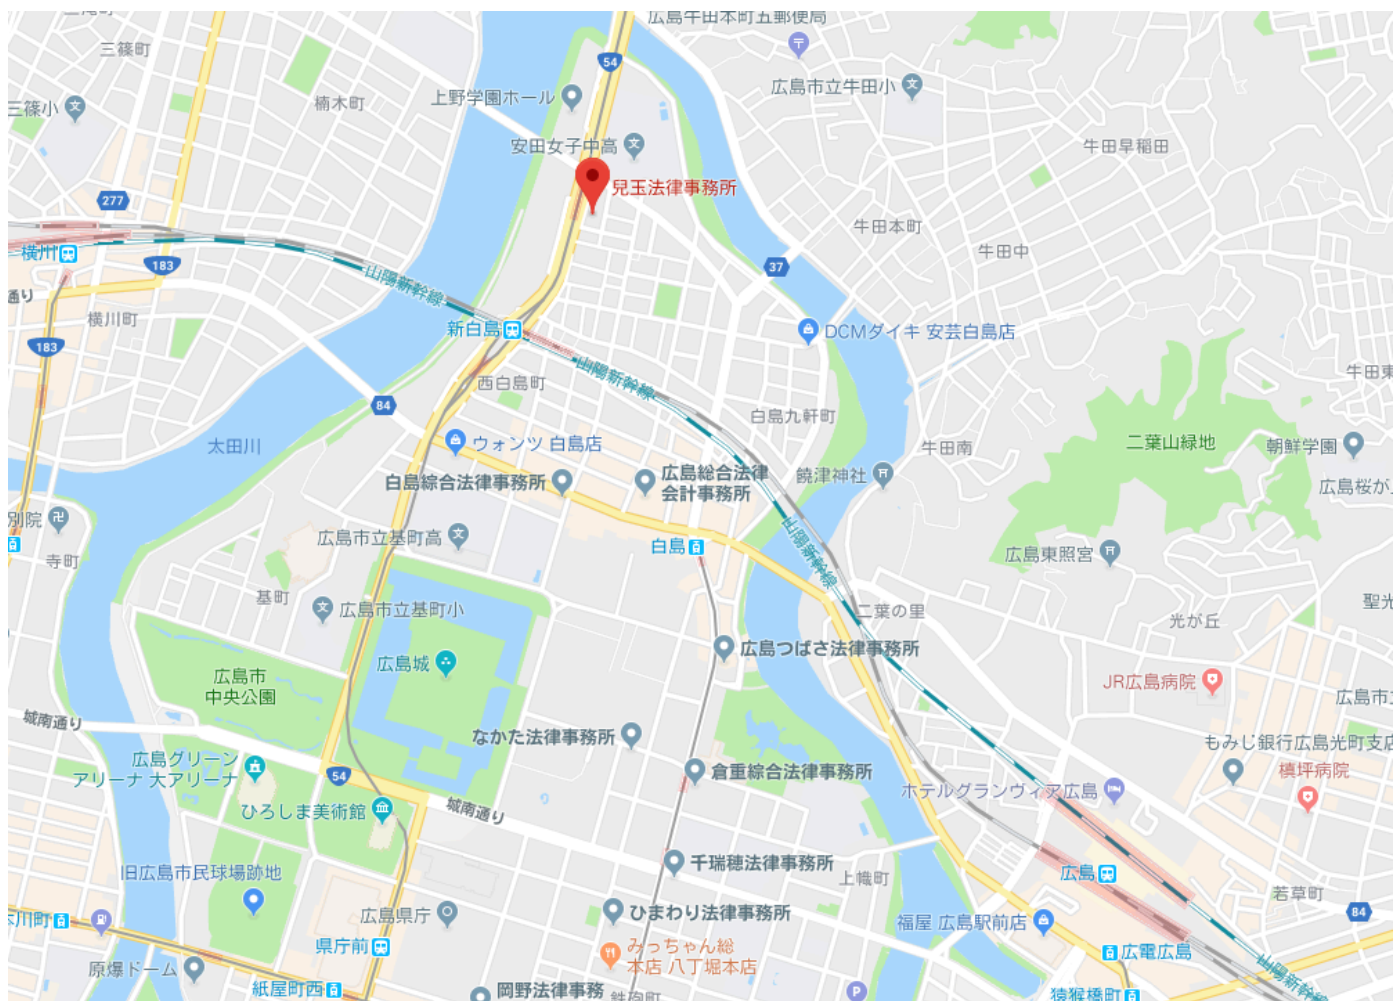 三篠町
広島牛田本町五郵便局
54
三篠小
楠木町
上野学園ホール
広島市立牛田小
安田女子中高
牛田早稲田
277
兒玉法律事務所
牛田本町
牛田中
横川
183
37
山陽新幹線
通り
横川町
183
新白島
DCMダイキ 安芸白島店
山陽新幹線
西白島町
牛田東
84
白島九軒町
太田川
ウォンツ 白島店
牛田南
二葉山緑地
朝鮮学園
白島綜合法律事務所
広島総合法律
会計事務所
饒津神社
広島桜が
別院
広島市立基町高
山陽新幹線
白島
広島東照宮
寺町
基町
広島市立基町小
二葉の里
光が丘
聖光
広島城
広島つばさ法律事務所
広島市
中央公園
JR広島病院
広島市立
城南通り
なかた法律事務所
もみじ銀行広島光町支店
広島グリーン
アリーナ 大アリーナ
倉重綜合法律事務所
槙坪病院
54
ホテルグランヴィア広島
ひろしま美術館
城南通り
千瑞穂法律事務所
上幟町
旧広島市民球場跡地
広島
若草町
ひまわり法律事務所
84
本川町
広島県庁
福屋 広島駅前店
県庁前
みっちゃん総
本店 八丁堀本店
広電広島
原爆ドーム
山陽新幹線
紙屋町西
岡野法律事務
鉄砲町
P
猿猴橋町